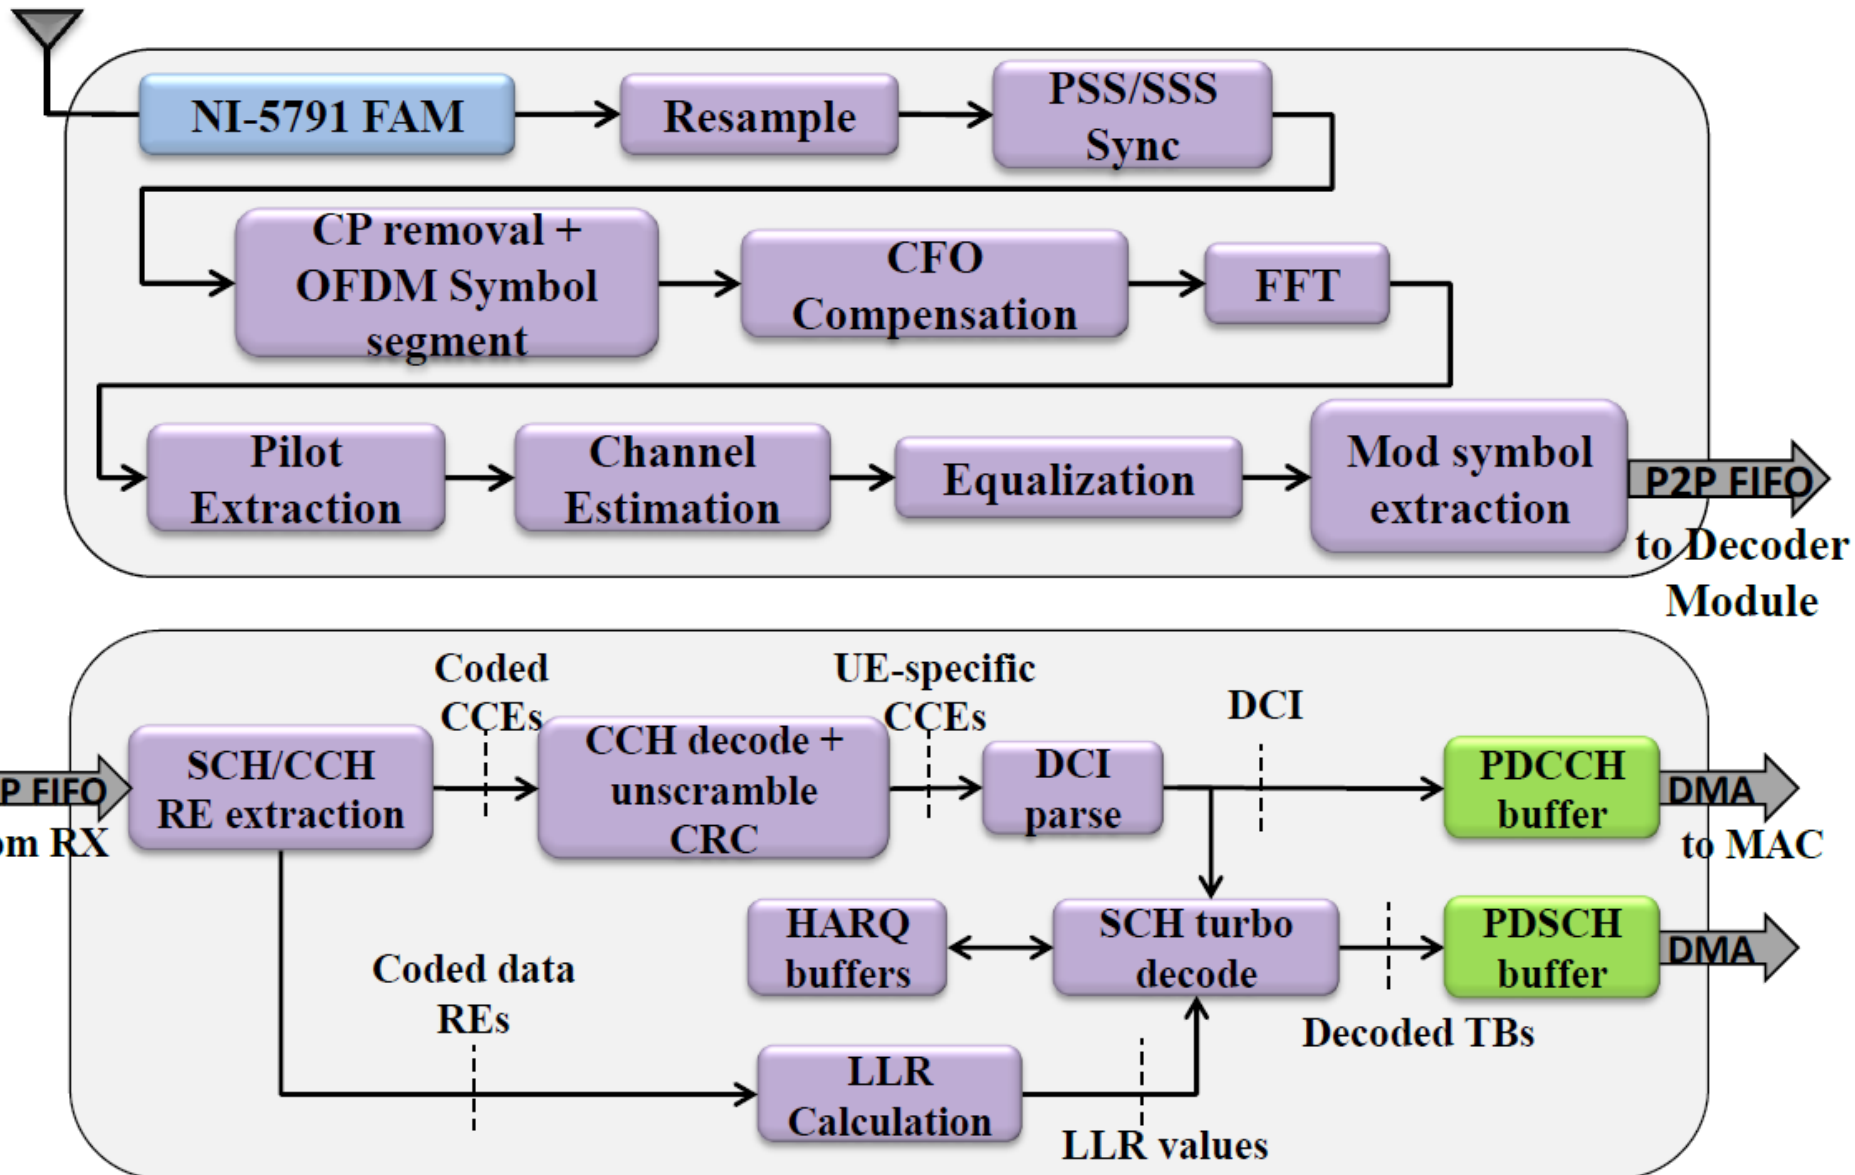 NI-5791 FAM
Resample
PSS/SSS
Sync
CP removal +
OFDM Symbol
segment
CFO
Compensation
FFT
Pilot
Extraction
Channel
Estimation
Equalization
Mod symbol
extraction
P2P FIFO
to Decoder
Module
Coded
CCEs
UE-specific
CCEs
DCI
P FIFO
om RX
SCH/CCH
RE extraction
CCH decode +
unscramble
CRC
DCI
parse
PDCCH
buffer
DMA
to MAC
HARQ
buffers
SCH turbo
decode
PDSCH
buffer
DMA
Coded data
REs
Decoded TBs
LLR
Calculation
LLR values